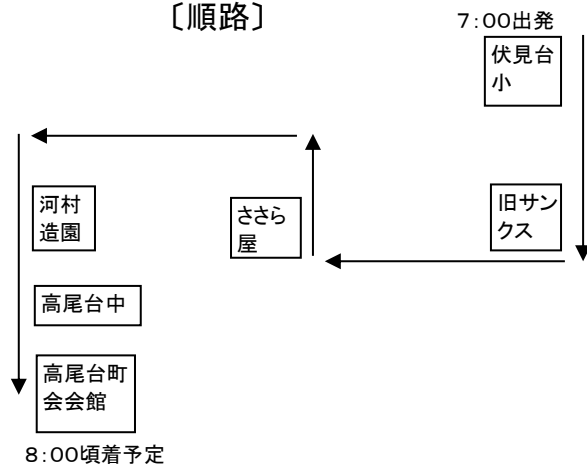 〔順路〕
7:00出発
伏見台
小
河村
造園
ささら
屋
旧サン
クス
高尾台中
高尾台町
会会館
8:00頃着予定